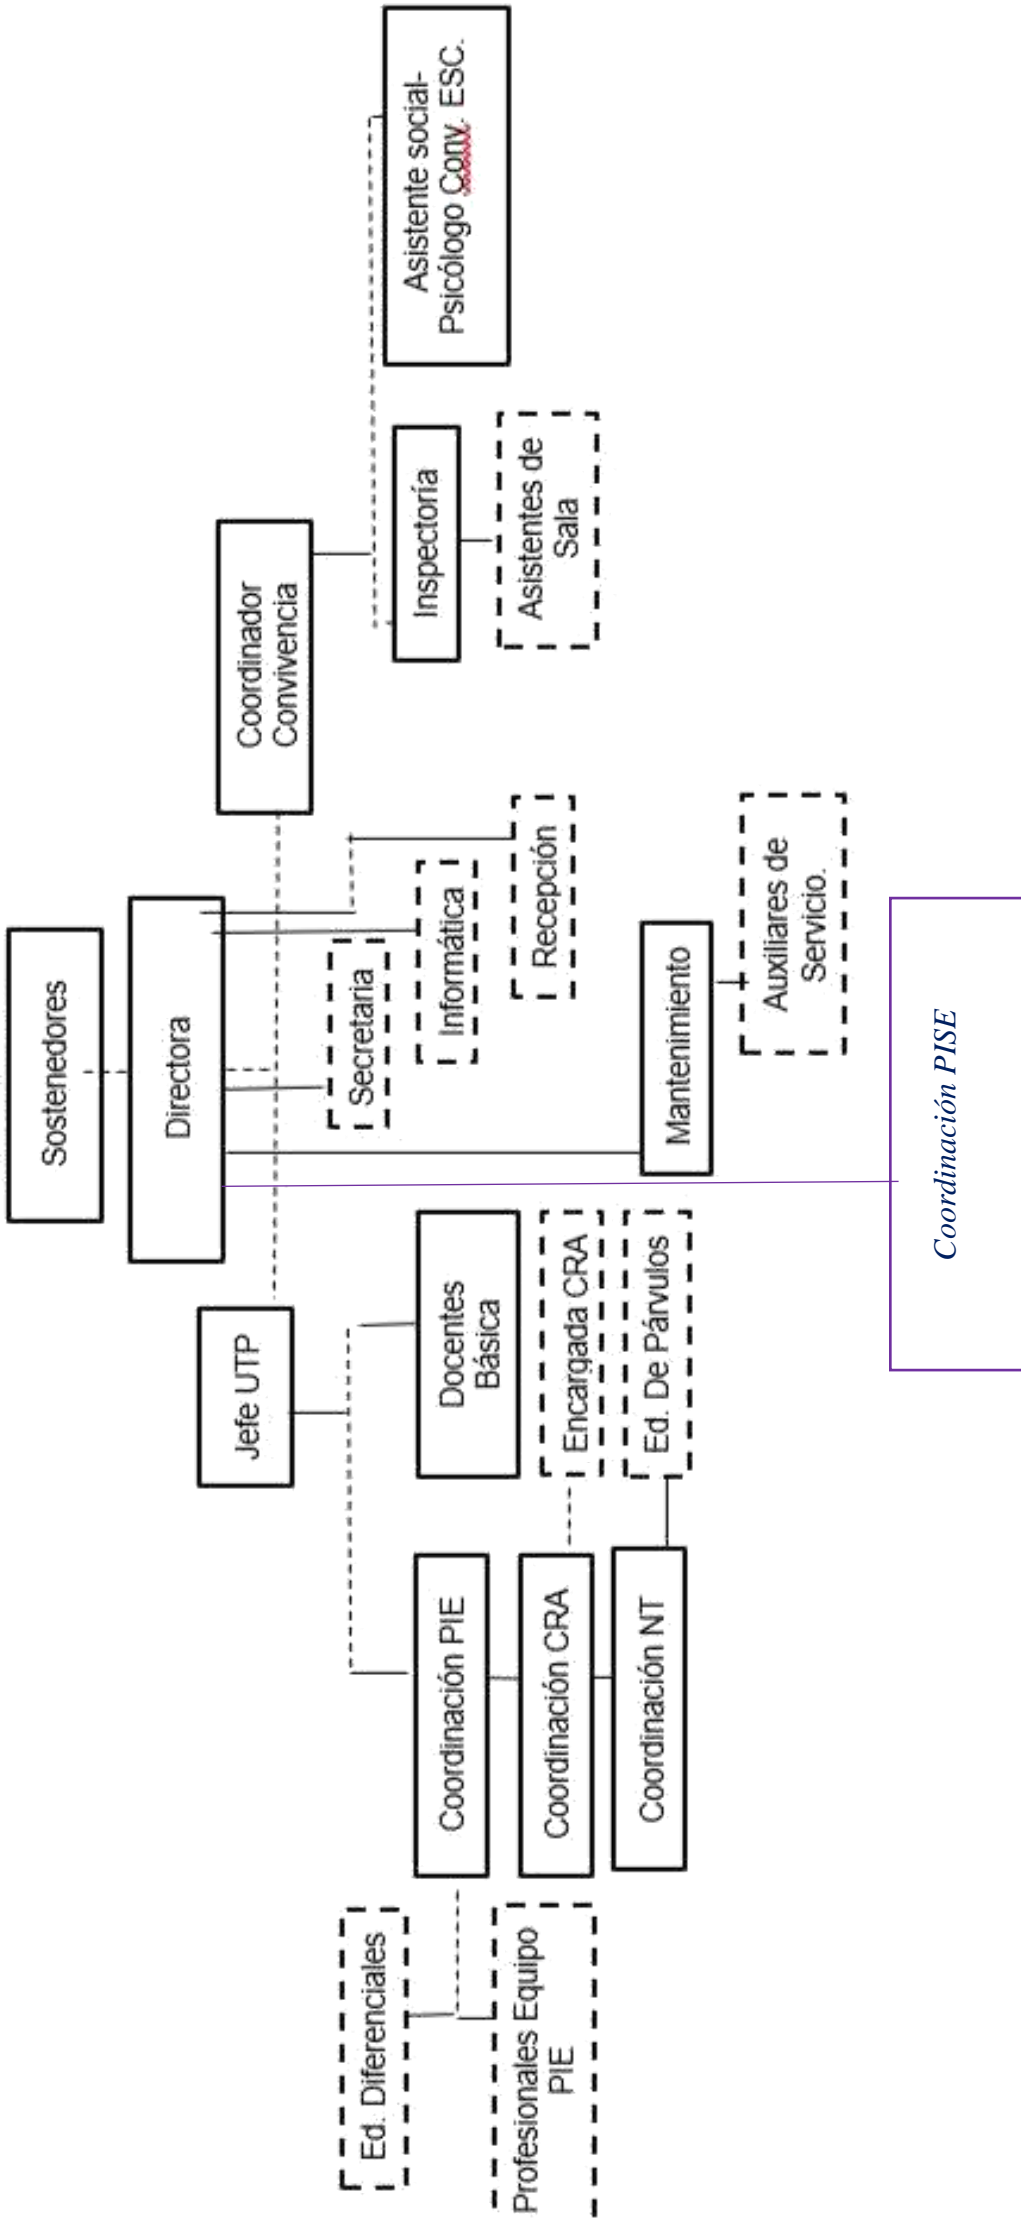 Sostenedores
Directora
Jefe UTP
Coordinador
Convivencia
Secretaria
Informática
Recepción
Mantenimiento
Auxiliares de
Servicio.
Docentes
Básica
Coordinación PIE
Ed. Diferenciales
Profesionales Equipo
PIE
Coordinación CRA
Encargada CRA
Coordinación NT
Ed. De Párvulos
Inspectoría
Asistentes de
Sala
Asistente social-
Psicólogo Conv. ESC.
Coordinación PISE